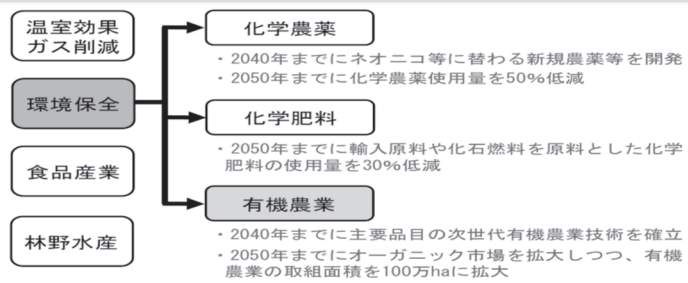 温室効果
ガス削減
環境保全
食品産業
林野水産
化学農薬
・2040年までにネオニコ等に替わる新規農薬等を開発
・2050年までに化学農薬使用量を50%低減
化学肥料
・2050年までに輸入原料や化石燃料を原料とした化学
肥料の使用量を30%低減
有機農業
・2040年までに主要品目の次世代有機農業技術を確立
・2050年までにオーガニック市場を拡大しつつ、有機
農業の取組面積を100万haに拡大